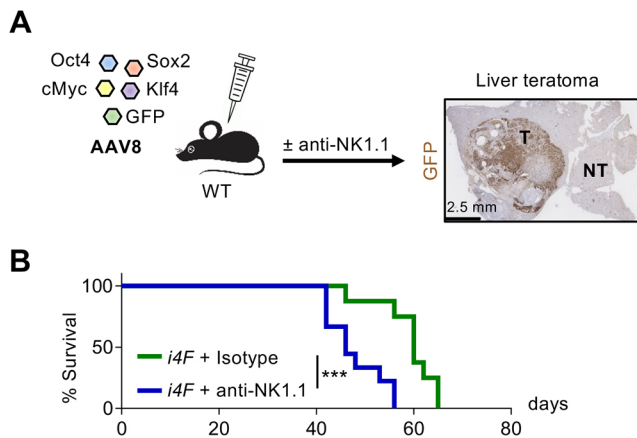 A
Oct4 Sox2
cMyc Klf4
GFP
AAV8
WT
± anti-NK1.1
Liver teratoma
GFP
T
NT
2.5 mm
B
% Survival
100
50
0
i4F + Isotype
i4F + anti-NK1.1
***
0 20 40 60 80
days